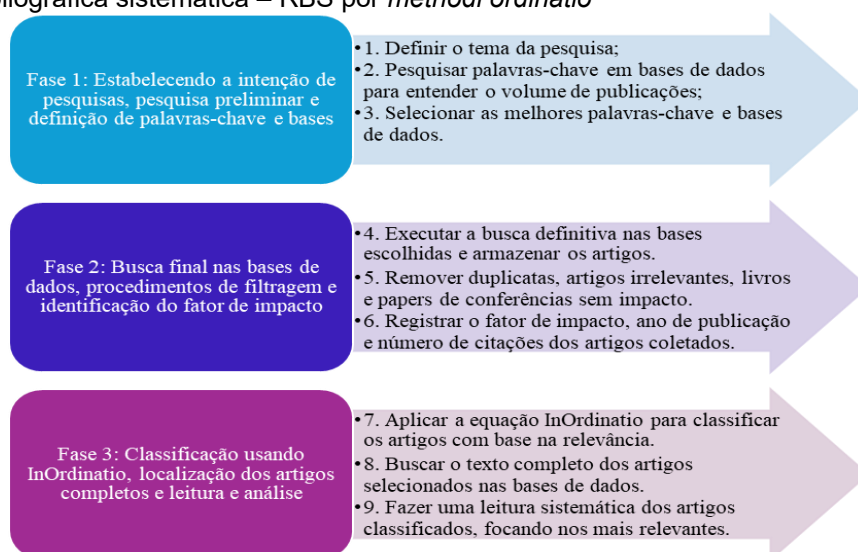 bliográfica sistemática – RBS por methodi ordinatio
Fase 1: Estabelecendo a intenção de
pesquisas, pesquisa preliminar e
definição de palavras-chave e bases
•1. Definir o tema da pesquisa;
•2. Pesquisar palavras-chave em bases de dados
para entender o volume de publicações;
•3. Selecionar as melhores palavras-chave e bases
de dados.
Fase 2: Busca final nas bases de
dados, procedimentos de filtragem e
identificação do fator de impacto
•4. Executar a busca definitiva nas bases
escolhidas e armazenar os artigos.
•5. Remover duplicatas, artigos irrelevantes, livros
e papers de conferências sem impacto.
•6. Registrar o fator de impacto, ano de publicação
e número de citações dos artigos coletados.
Fase 3: Classificação usando
InOrdinatio, localização dos artigos
completos e leitura e análise
•7. Aplicar a equação InOrdinatio para classificar
os artigos com base na relevância.
•8. Buscar o texto completo dos artigos
selecionados nas bases de dados.
•9. Fazer uma leitura sistemática dos artigos
classificados, focando nos mais relevantes.